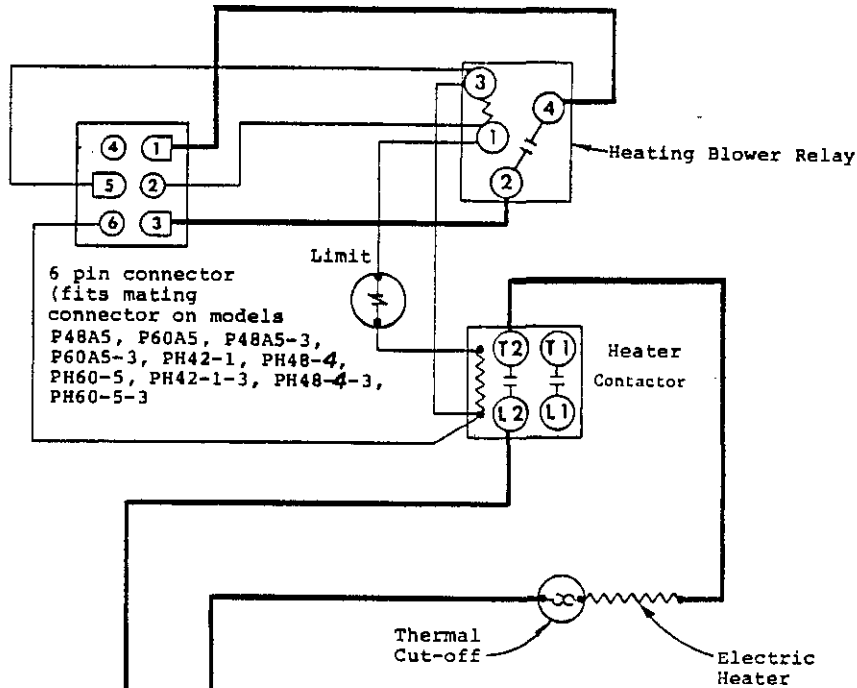 3
4
1
2
Heating Blower Relay
4 1
5 2
6 3
Limit
6 pin connector
(fits mating
connector on models
P48A5, P60A5, P48A5-3,
P60A5-3, PH42-1, PH48-4,
PH60-5, PH42-1-3, PH48-4-3,
PH60-5-3
T2 T1
L2 L1
Heater
Contactor
Thermal
Cut-off
Electric
Heater